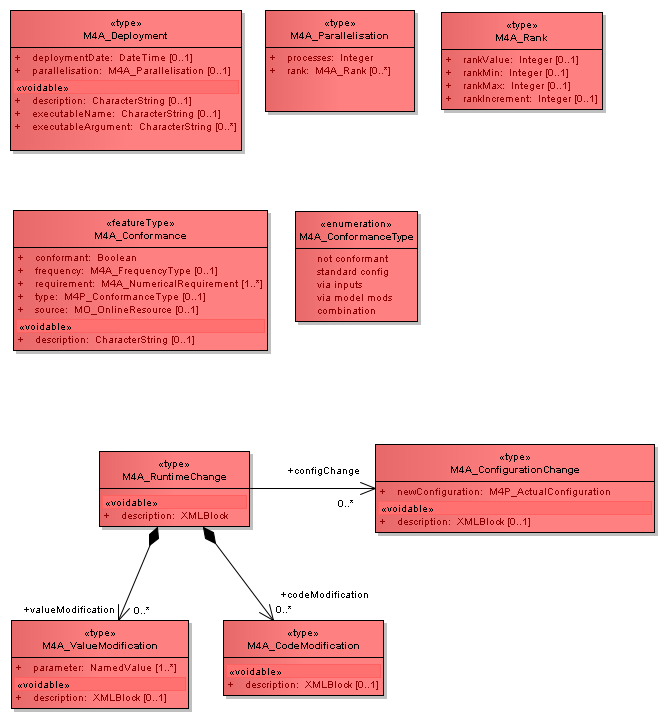 «type»
M4A_Deployment
+ deploymentDate: DateTime [0..1]
+ parallelisation: M4A_Parallelisation [0..1]
«voidable»
+ description: CharacterString [0..1]
+ executableName: CharacterString [0..1]
+ executableArgument: CharacterString [0..*]
«type»
M4A_Parallelisation
+ processes: Integer
+ rank: M4A_Rank [0..*]
«type»
M4A_Rank
+ rankValue: Integer [0..1]
+ rankMin: Integer [0..1]
+ rankMax: Integer [0..1]
+ rankIncrement: Integer [0..1]
«featureType»
M4A_Conformance
+ conformant: Boolean
+ frequency: M4A_FrequencyType [0..1]
+ requirement: M4A_NumericalRequirement [1..*]
+ type: M4P_ConformanceType [0..1]
+ source: MO_OnlineResource [0..1]
«voidable»
+ description: CharacterString [0..1]
«enumeration»
M4A_ConformanceType
not conformant
standard config
via inputs
via model mods
combination
«type»
M4A_RuntimeChange
«voidable»
+ description: XMLBlock
+configChange
0..*
«type»
M4A_ConfigurationChange
+ newConfiguration: M4P_ActualConfiguration
«voidable»
+ description: XMLBlock [0..1]
+valueModification
0..*
+codeModification
0..*
«type»
M4A_ValueModification
+ parameter: NamedValue [1..*]
«voidable»
+ description: XMLBlock [0..1]
«type»
M4A_CodeModification
«voidable»
+ description: XMLBlock [0..1]